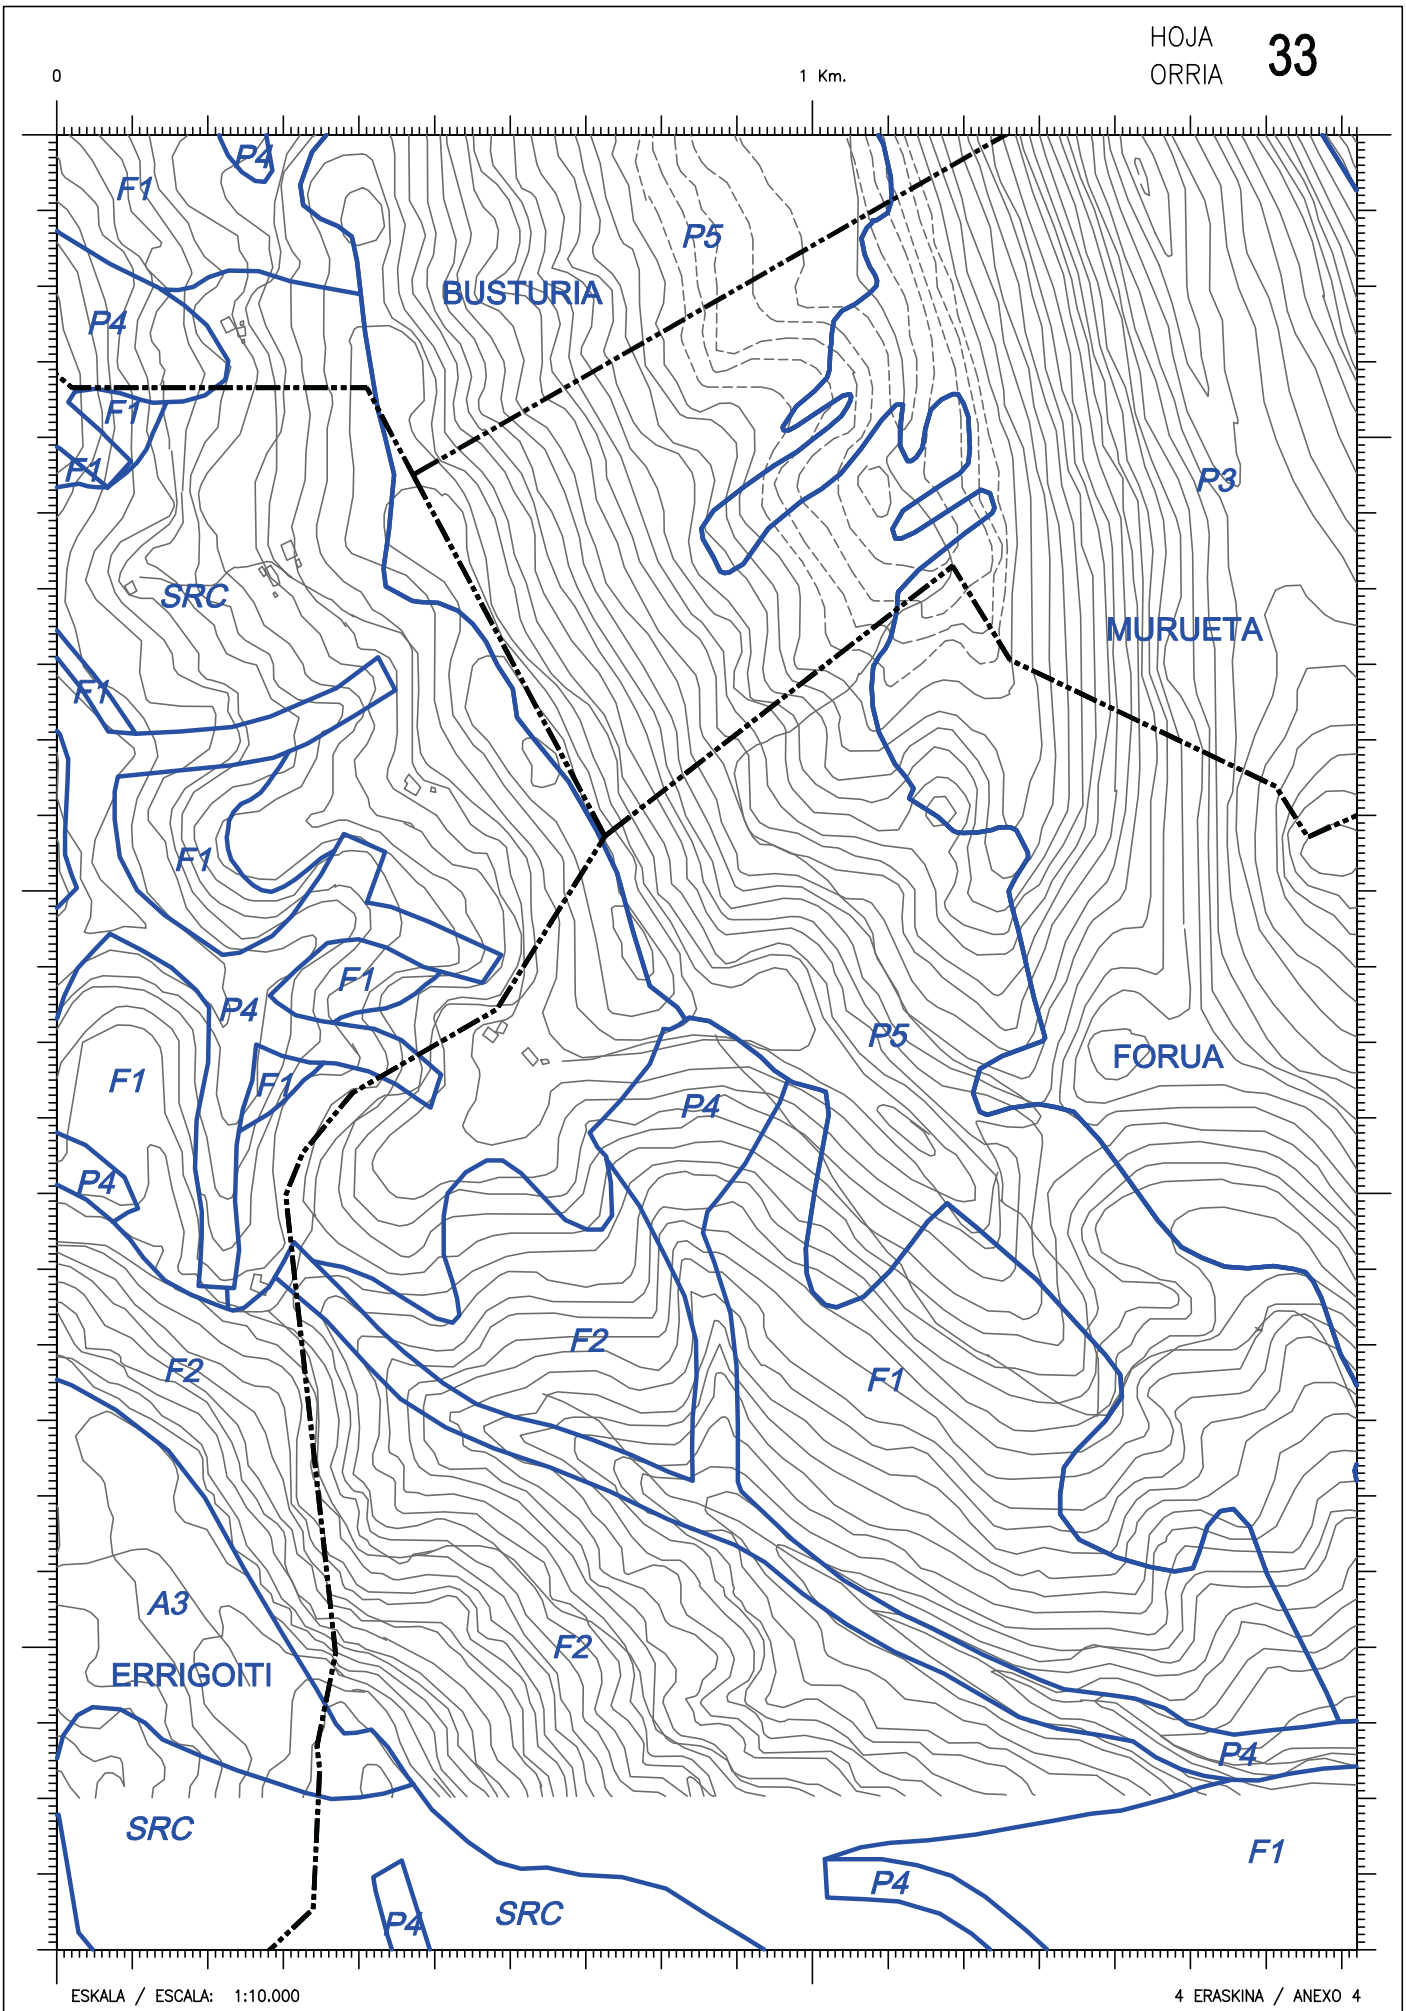 HOJA
ORRIA 33
0 1 Km.
P4
F1
P5
BUSTURIA
P4
F1
F1
P3
SRC
MURUETA
F1
F1
F1
P4
P5
FORUA
F1
F1
P4
P4
F2
F2
F1
A3
F2
ERRIGOITI
P4
SRC
F1
P4
SRC
P4
ESKALA / ESCALA: 1:10.000
4 ERASKINA / ANEXO 4